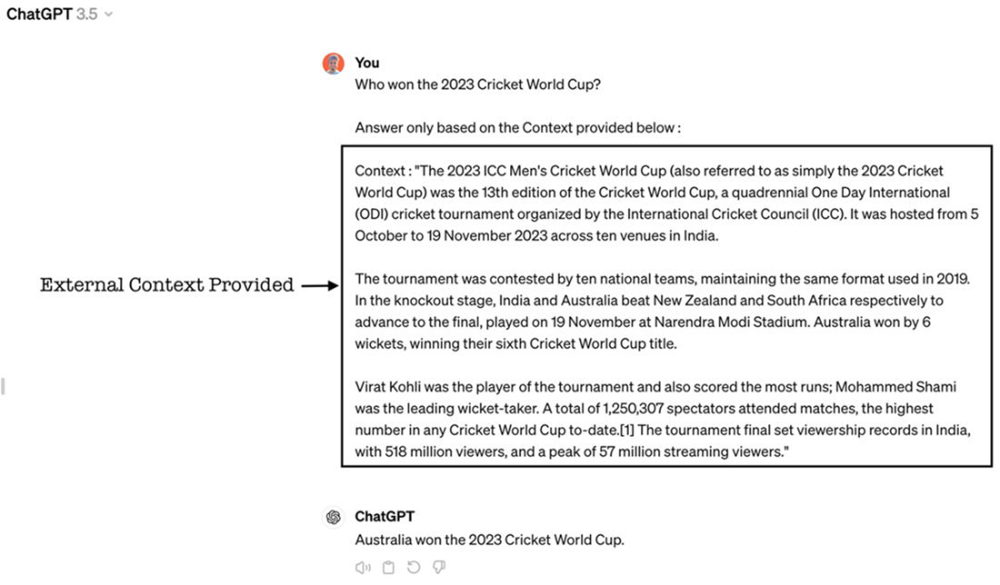 ChatGPT 3.5
You
Who won the 2023 Cricket World Cup?
Answer only based on the Context provided below :
Context : "The 2023 ICC Men's Cricket World Cup (also referred to as simply the 2023 Cricket
World Cup) was the 13th edition of the Cricket World Cup, a quadrennial One Day International
(ODI) cricket tournament organized by the International Cricket Council (ICC). It was hosted from 5
October to 19 November 2023 across ten venues in India.
External Context Provided
The tournament was contested by ten national teams, maintaining the same format used in 2019.
In the knockout stage, India and Australia beat New Zealand and South Africa respectively to
advance to the final, played on 19 November at Narendra Modi Stadium. Australia won by 6
wickets, winning their sixth Cricket World Cup title.
Virat Kohli was the player of the tournament and also scored the most runs; Mohammed Shami
was the leading wicket-taker. A total of 1,250,307 spectators attended matches, the highest
number in any Cricket World Cup to-date.[1] The tournament final set viewership records in India,
with 518 million viewers, and a peak of 57 million streaming viewers."
ChatGPT
Australia won the 2023 Cricket World Cup.